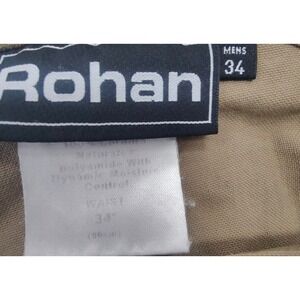 Rohan
MENS
34
Polyamide With
Dynamic Moisture
Control
WAIST
34"